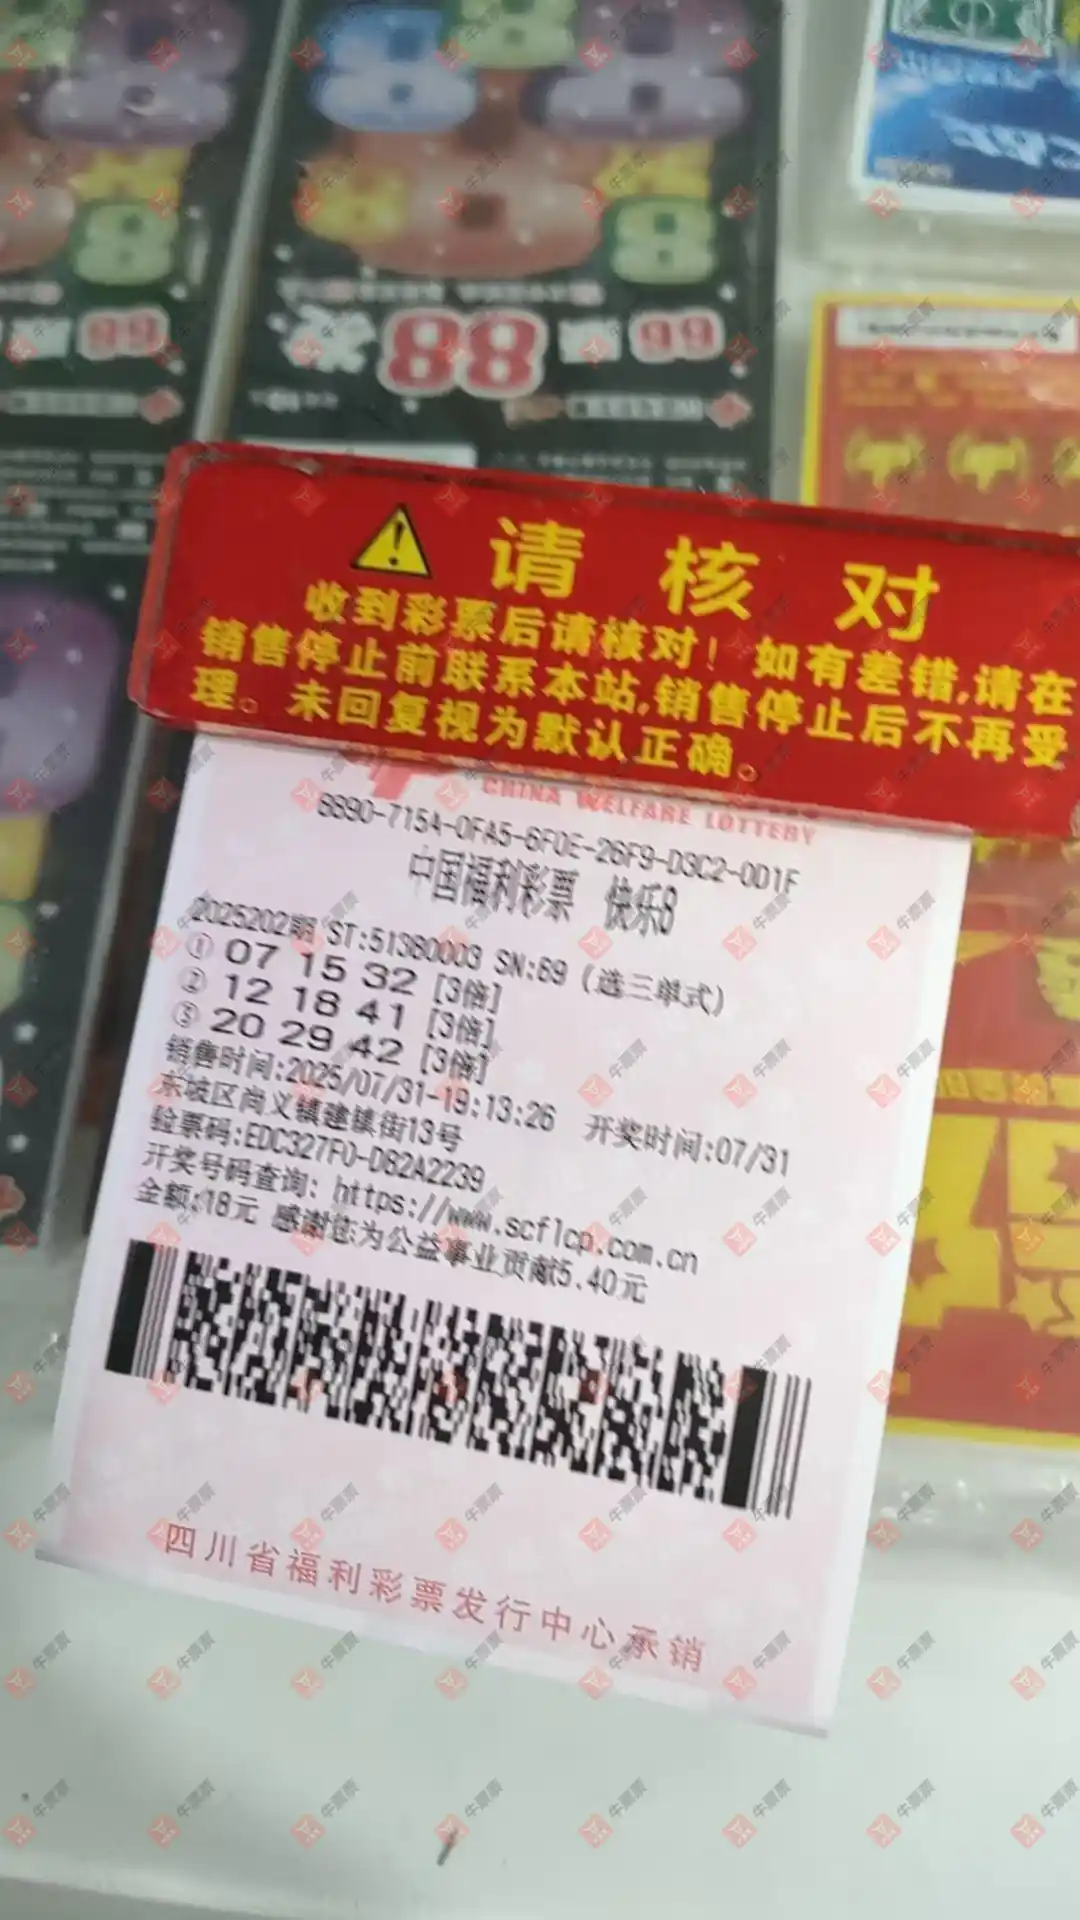 88
请核对
收到彩票后请核对！如有差错,请在
销售停止前联系本站,销售停止后不再受
理。未回复视为默认正确。
CHINA WELFARE LOTTERY
8890-7154-0FA5-6F0E-26F9-D3C2-0D1F
中国福利彩票 快乐8
2025202期 ST:51380003 SN:69 (选三单式)
① 07 15 32 [3倍]
② 12 18 41 [3倍]
③ 20 29 42 [3倍]
销售时间:2025/07/31-19:13:26 开奖时间:07/31
东坡区尚义镇建镇街13号
验票码:EDC327F0-D82A2239
开奖号码查询: https://www.scflcp.com.cn
金额:18元 感谢您为公益事业贡献5.40元
四川省福利彩票发行中心承销
牛票票